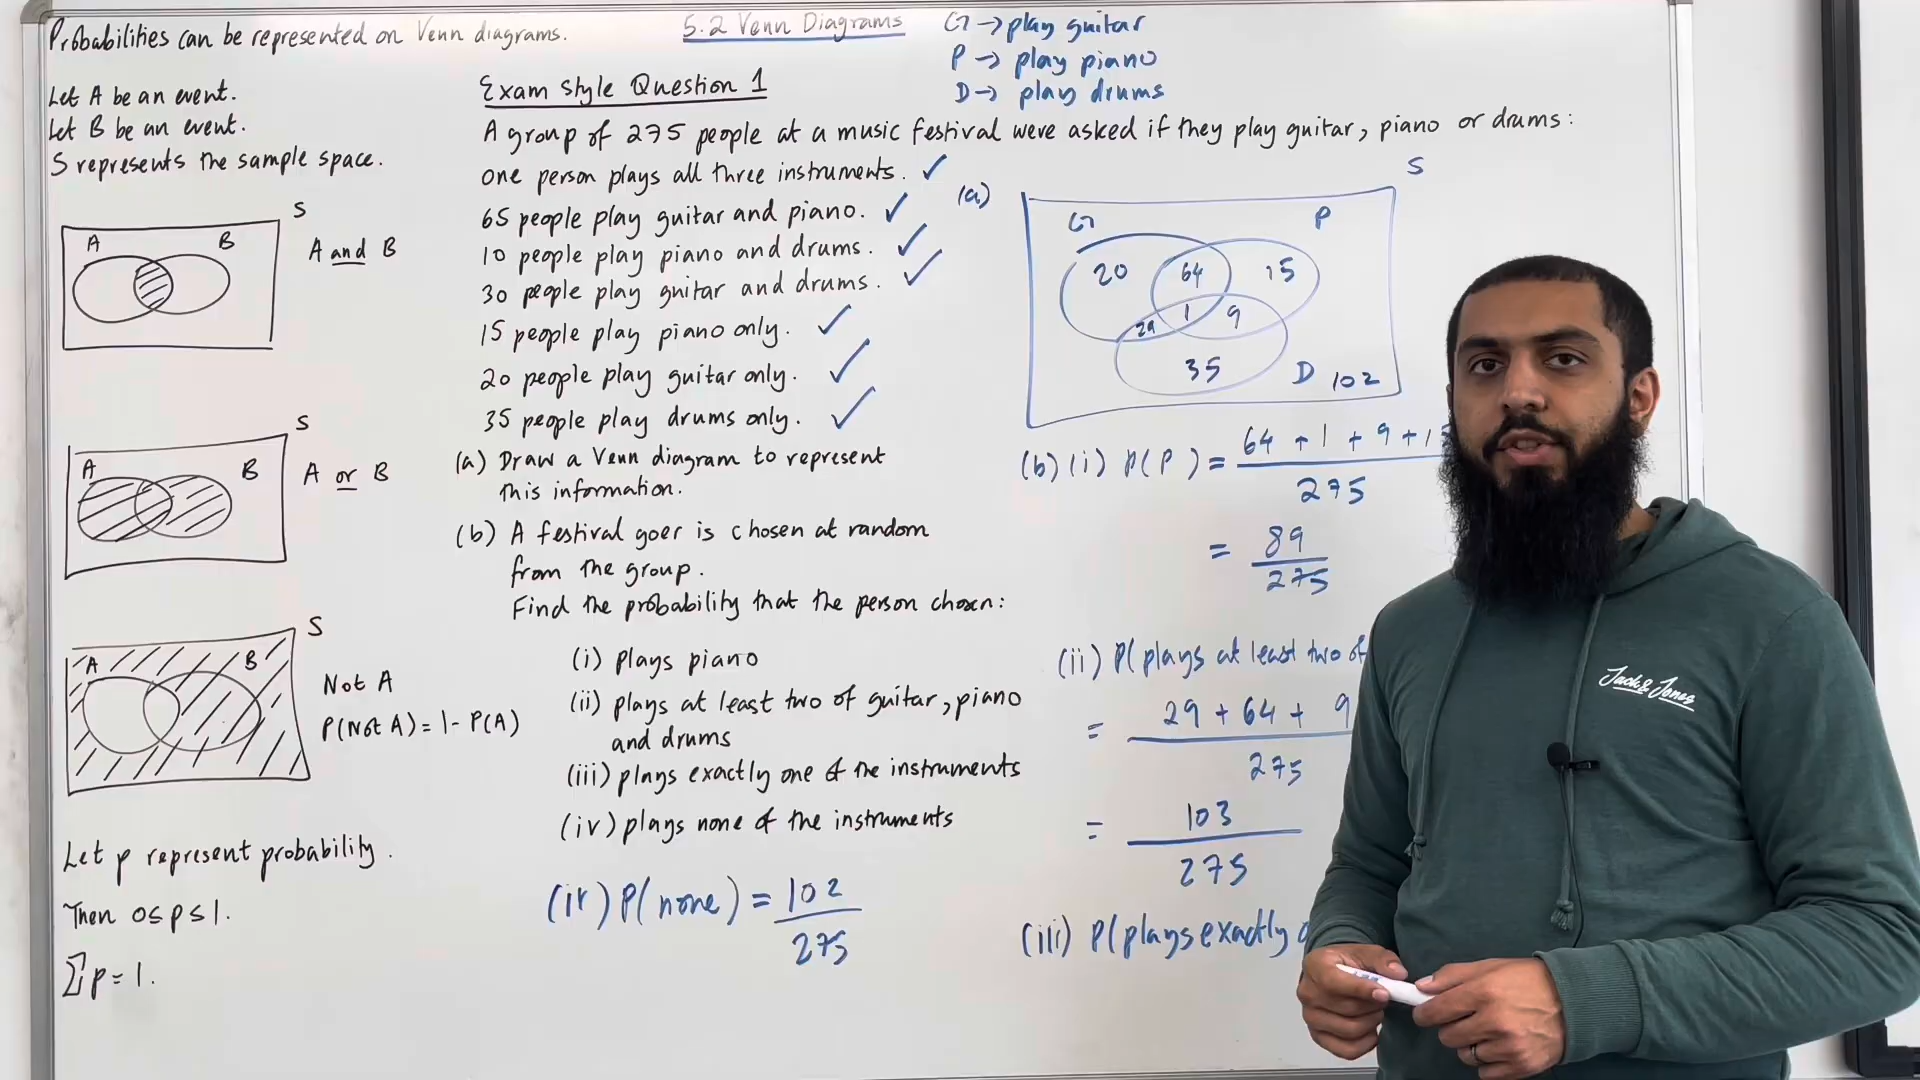 Probabilities can be represented on Venn diagrams.
5.2 Venn Diagrams
G → play guitar
P → play piano
D → play drums
Let A be an event.
Let B be an event.
S represents the sample space.
S
A
B
A and B
S
A
B
A or B
S
A
B
Not A
P(Not A) = 1 - P(A)
Let p represent probability.
Then 0 ≤ p ≤ 1.
∑p = 1.
Exam Style Question 1
A group of 275 people at a music festival were asked if they play guitar, piano or drums:
one person plays all three instruments. ✓
65 people play guitar and piano. ✓
10 people play piano and drums. ✓
30 people play guitar and drums. ✓
15 people play piano only. ✓
20 people play guitar only. ✓
35 people play drums only. ✓
(a) Draw a Venn diagram to represent
this information.
(b) A festival goer is chosen at random
from the group.
Find the probability that the person chosen:
(i) plays piano
(ii) plays at least two of guitar, piano
and drums
(iii) plays exactly one of the instruments
(iv) plays none of the instruments
(iv) P(none) = 102
275
(a)
S
G
P
20
64
15
29
1
9
35
D
102
(b) (i) P(P) = 64 + 1 + 9 + 15
275
= 89
275
(ii) P(plays at least two of
= 29 + 64 + 9
275
= 103
275
(iii) P(plays exactly
Jack & Jones